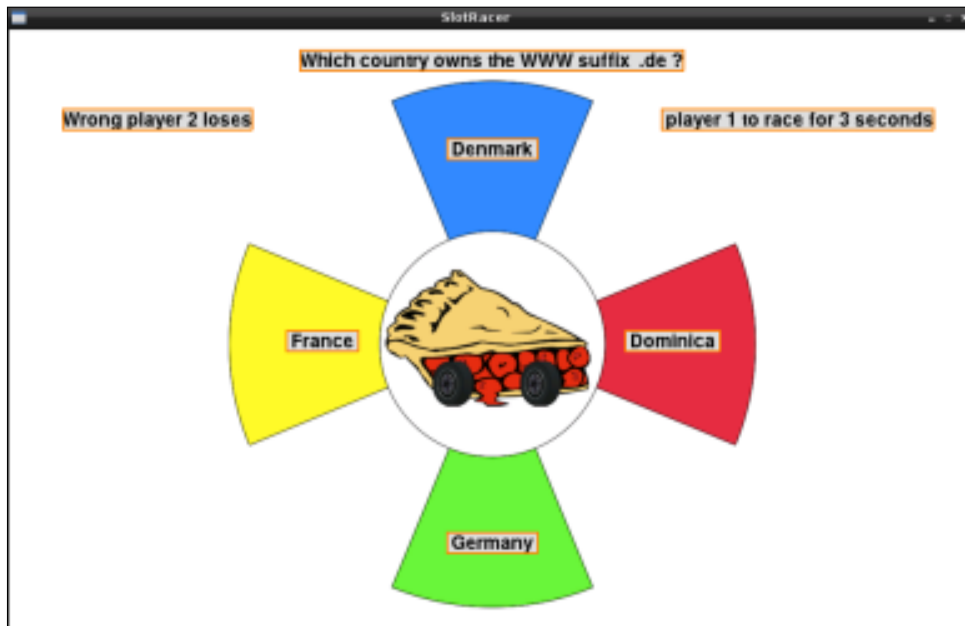 SlotRacer
Which country owns the WWW suffix .de ?
Wrong player 2 loses
player 1 to race for 3 seconds
Denmark
France
Dominica
Germany